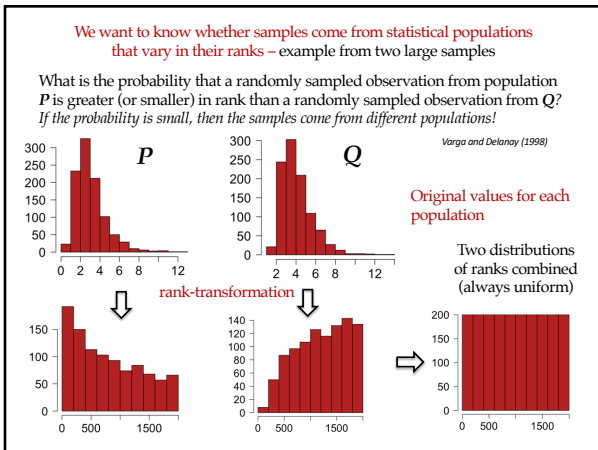 We want to know whether samples come from statistical populations
that vary in their ranks – example from two large samples
What is the probability that a randomly sampled observation from population
P is greater (or smaller) in rank than a randomly sampled observation from Q?
If the probability is small, then the samples come from different populations!
Varga and Delanay (1998)
P
Q
300
250
200
150
100
50
0
0 2 4 6 8 12
300
250
200
150
100
50
0
2 4 6 8 12
Original values for each
population
Two distributions
of ranks combined
(always uniform)
rank-transformation
150
100
50
0
0 500 1500
140
120
100
80
60
40
20
0
0 500 1500
200
150
100
50
0
0 500 1500